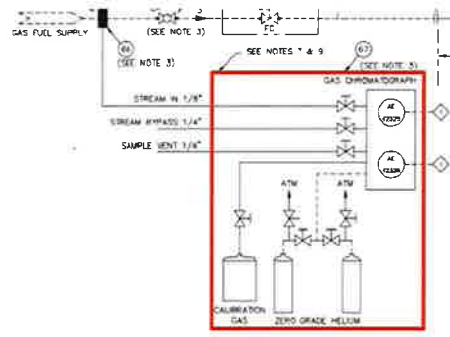 GAS FUEL SUPPLY
66
(SEE NOTE 3)
(SEE NOTE 3)
FC
SEE NOTES 7 & 9
67
(SEE NOTE 3)
GAS CHROMATOGRAPH
STREAM IN 1/8"
STREAM BYPASS 1/4"
SAMPLE VENT 1/4"
AE
AE
ATM
ATM
CALIBRATION
GAS
ZERO GRADE HELIUM